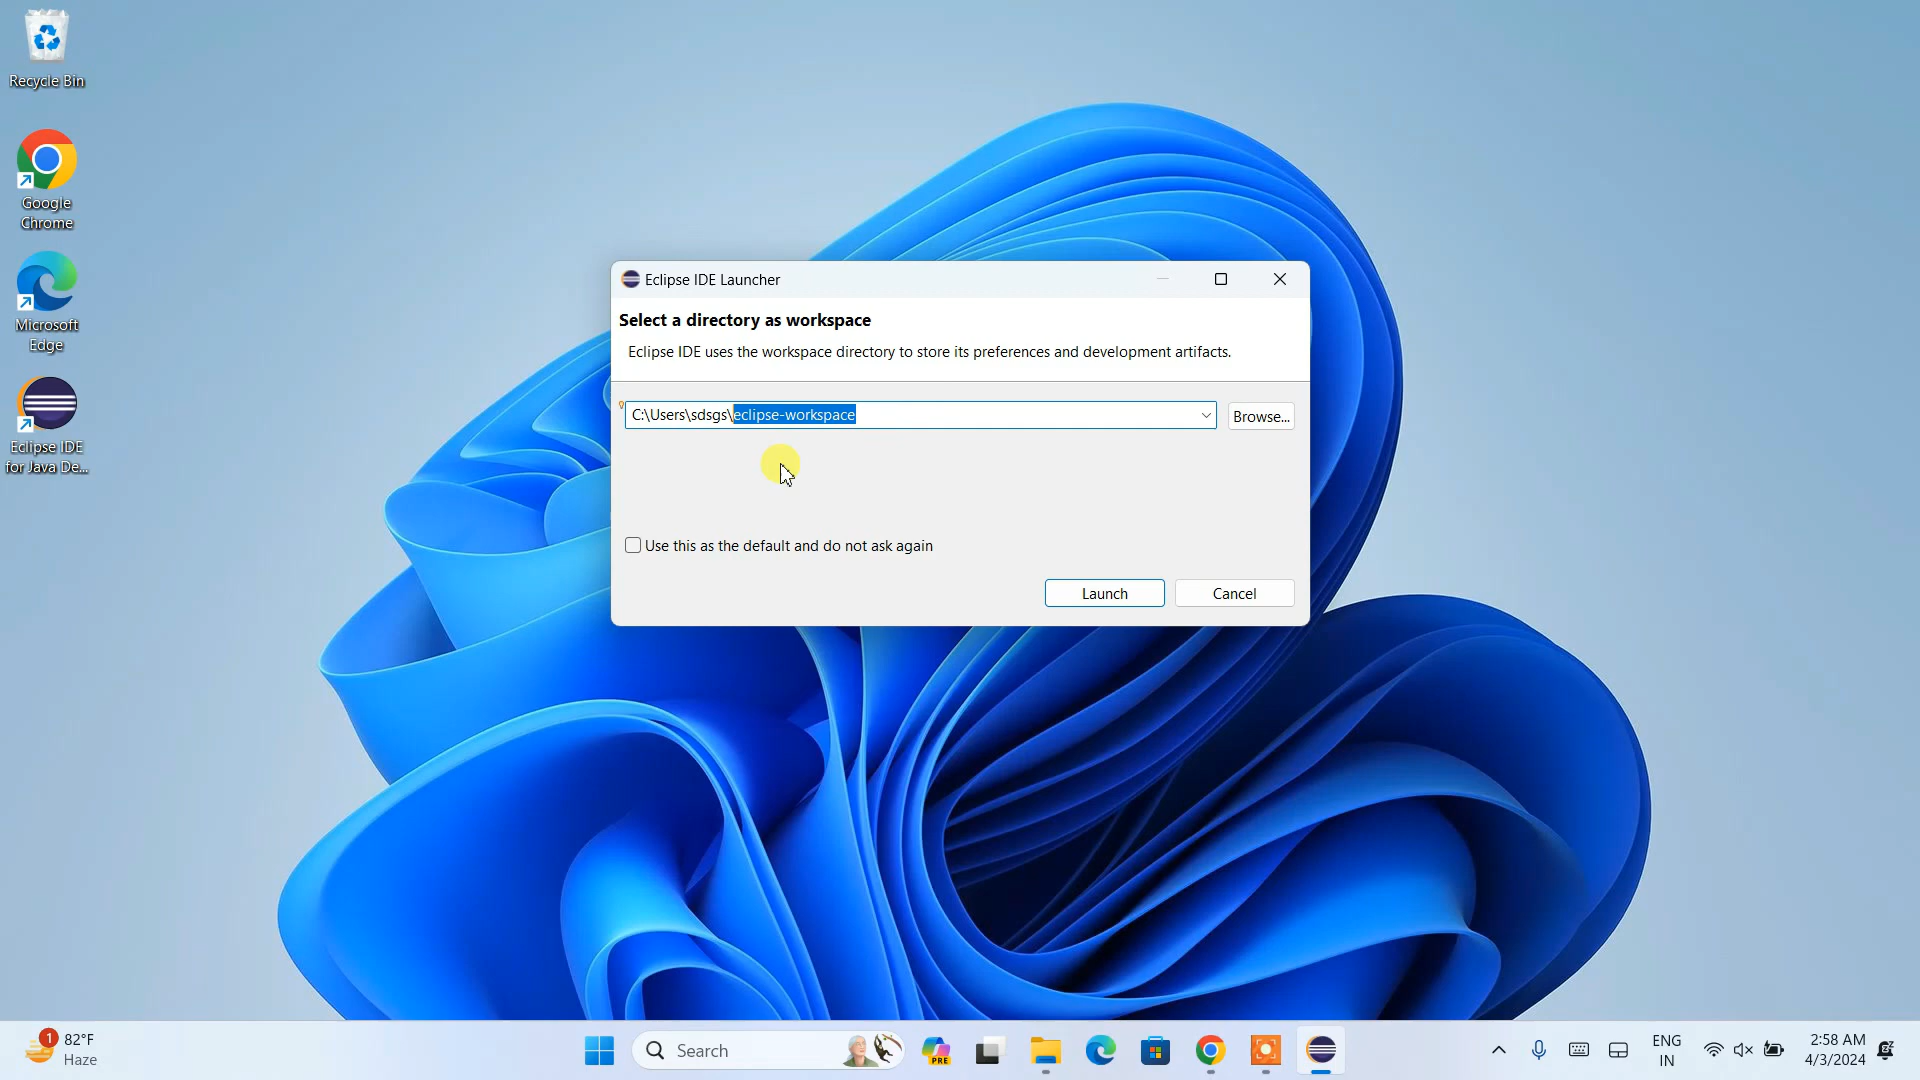 Recycle Bin
Google
Chrome
Microsoft
Edge
Eclipse IDE
for Java De...
Eclipse IDE Launcher
Select a directory as workspace
Eclipse IDE uses the workspace directory to store its preferences and development artifacts.
C:\Users\sdsgs\eclipse-workspace
Browse...
Use this as the default and do not ask again
Launch
Cancel
1
82°F
Haze
Search
PRE
ENG
IN
2:58 AM
4/3/2024